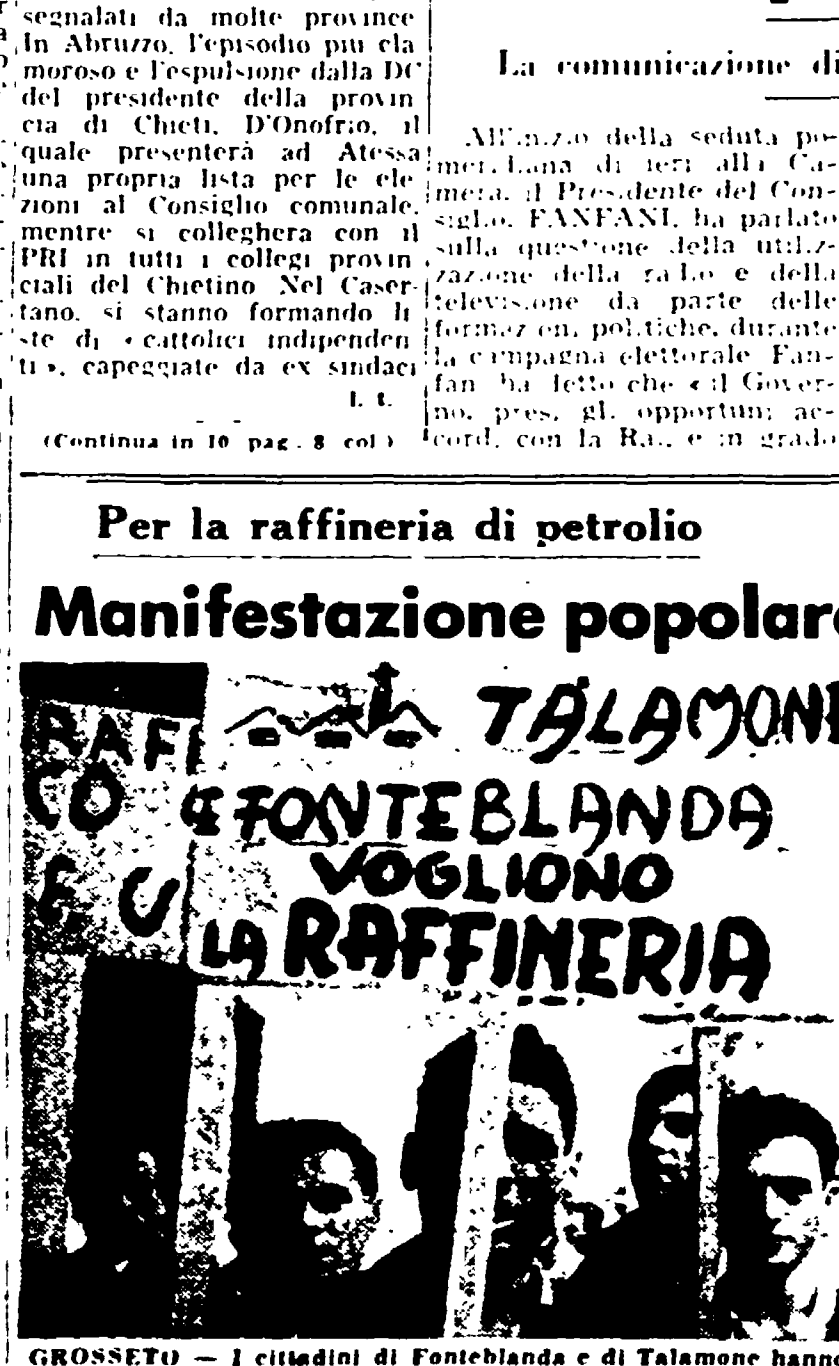 segnalati da molte province
In Abruzzo, l'episodio più cla
moroso e l'espulsione dalla DC
del presidente della provin
cia di Chieti, D'Onofrio, il
quale presenterà ad Atessa
una propria lista per le ele
zioni al Consiglio comunale,
mentre si collegherà con il
PRI in tutti i collegi provin
ciali del Chietino Nel Caser-
tano, si stanno formando li
ste di «cattolici indipenden
ti», capeggiate da ex sindaci
l. t.
(Continua in 10 pag. 8 col)
La comunicazione di
All'inizio della seduta po-
meridiana di ieri alla Ca-
mera, il Presidente del Con-
siglio, FANFANI, ha parlato
sulla questione della utiliz-
zazione della radio e della
televisione da parte delle
formazioni politiche, durante
la campagna elettorale Fan-
fani ha detto che «il Gover-
no, presi gli opportuni ac-
cordi con la Rai, è in grado
Per la raffineria di petrolio
Manifestazione popolare
RAFF
CO
E U
TALAMONE
E FONTEBLANDA
VOGLIONO
LA RAFFINERIA
GROSSETO — I cittadini di Fonteblanda e di Talamone hanno